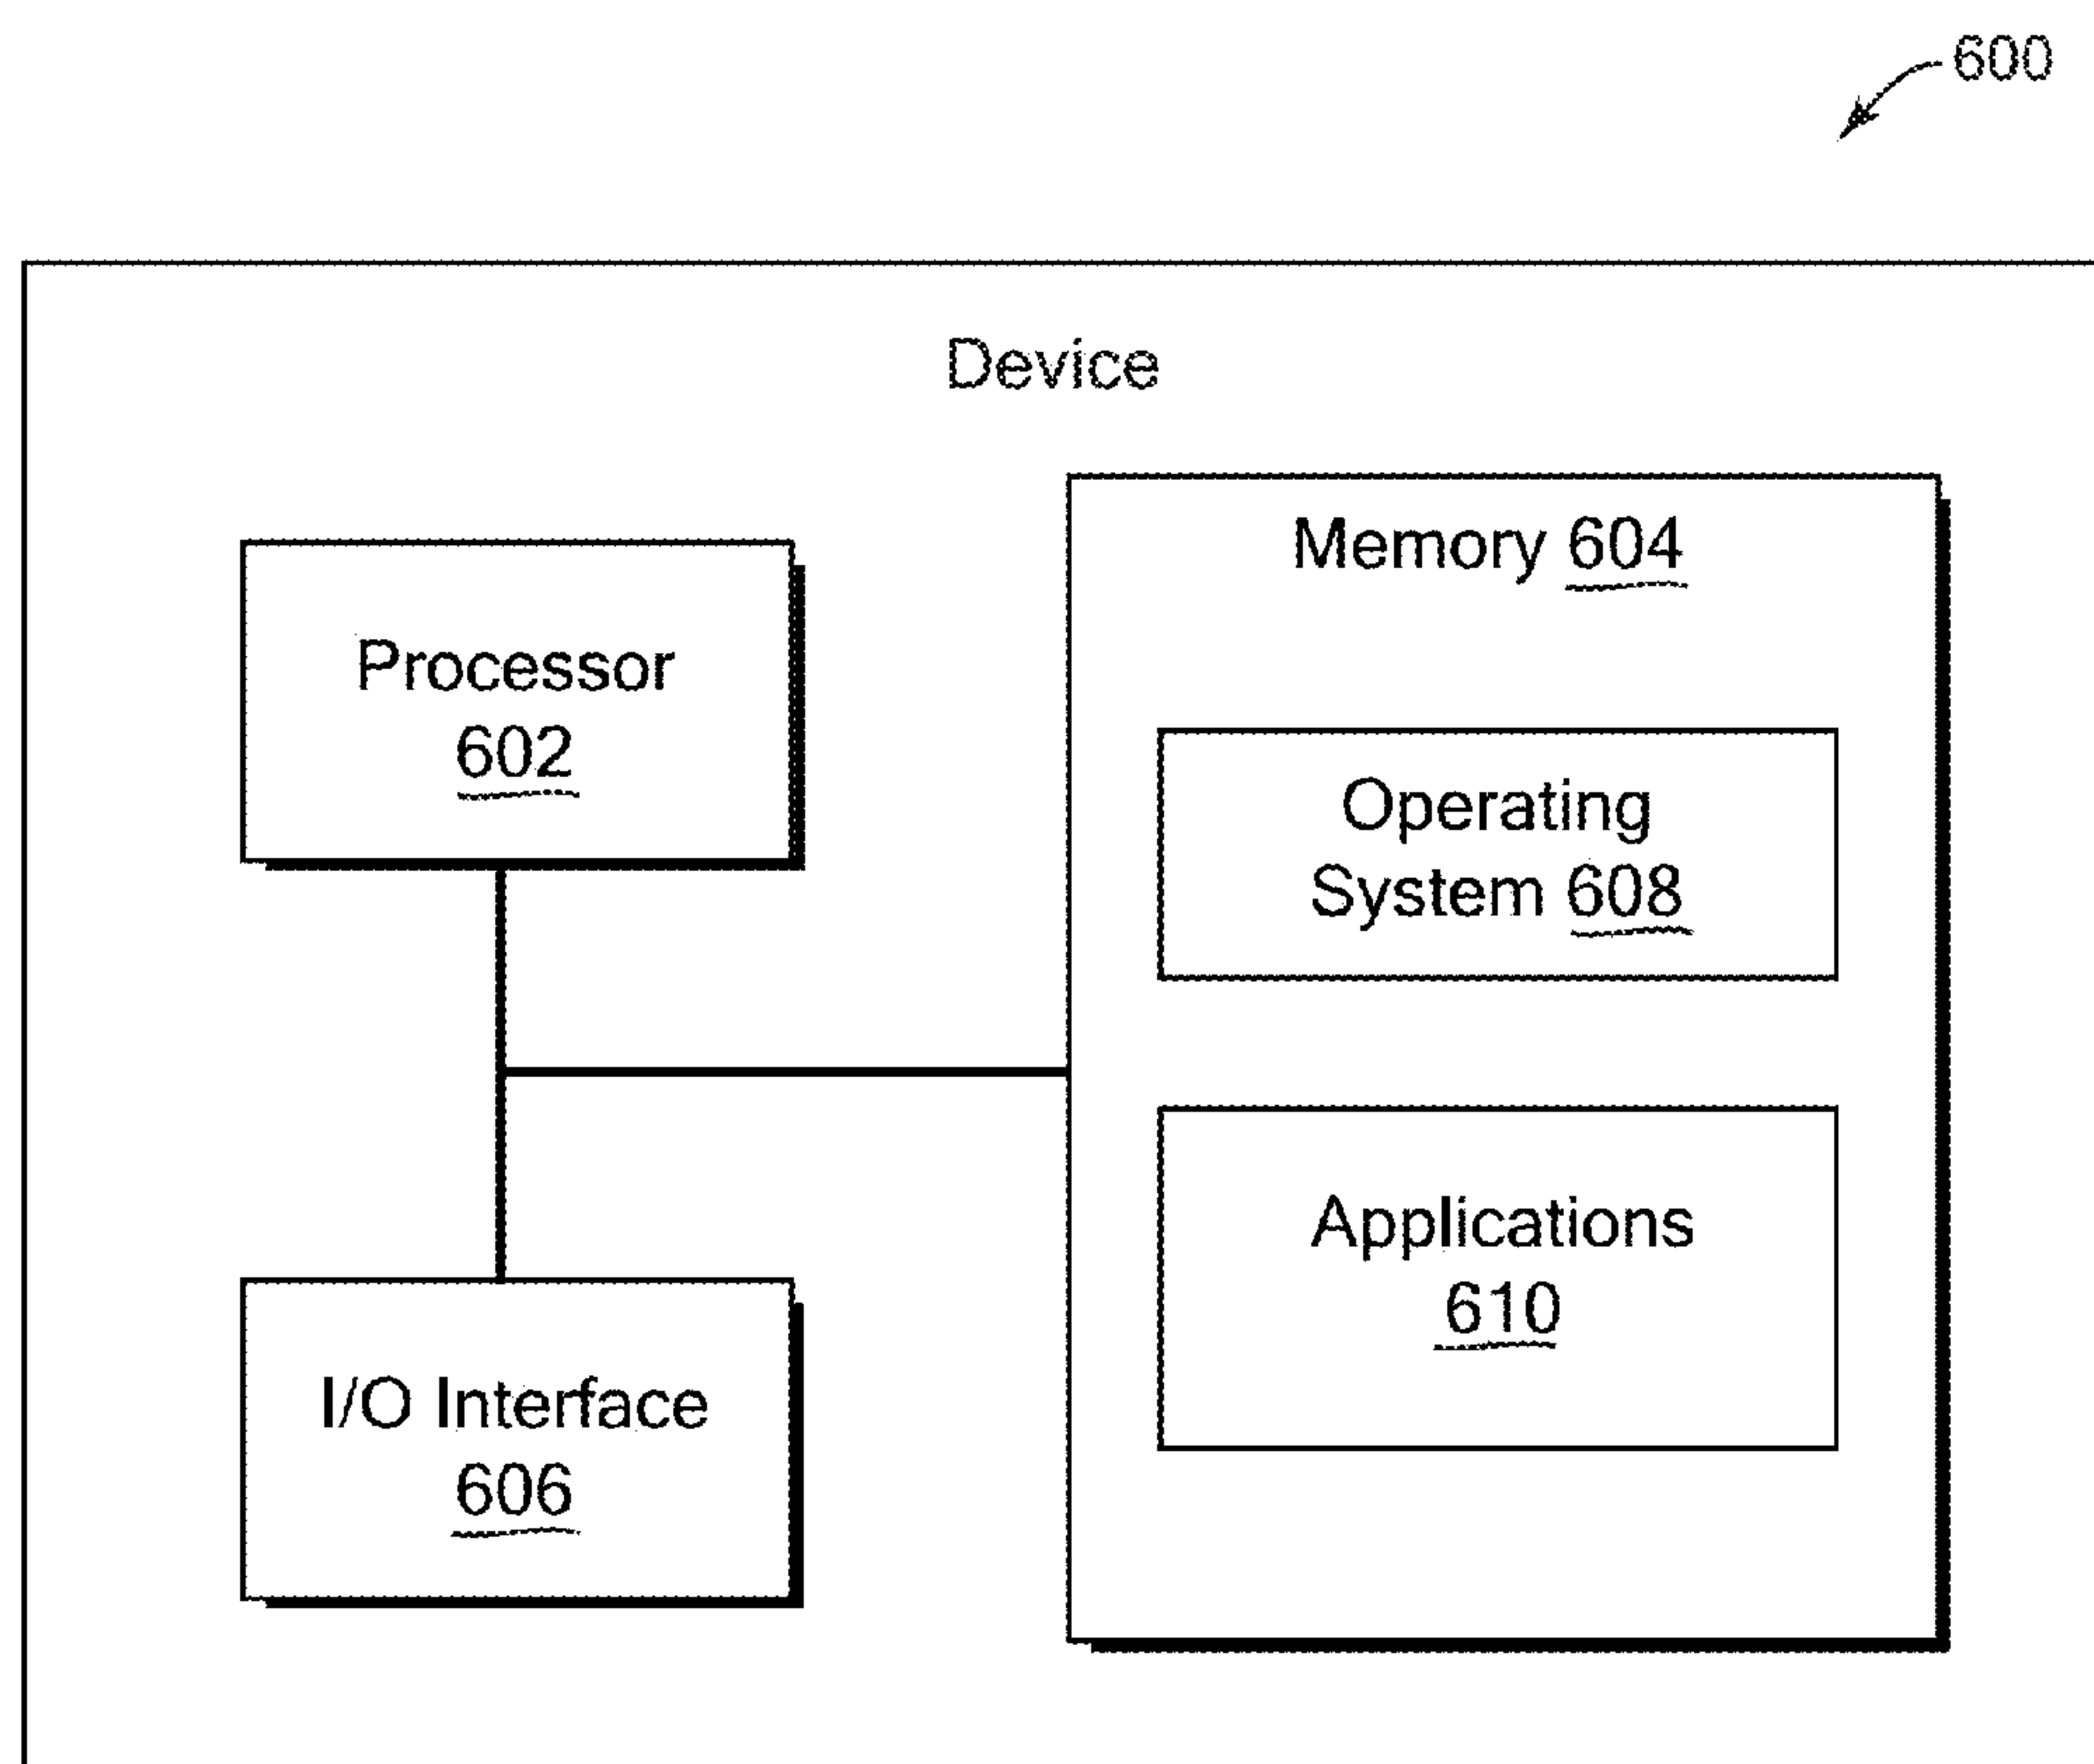 600
Device
Processor
602
Memory 604
Operating
System 608
Applications
610
I/O Interface
606